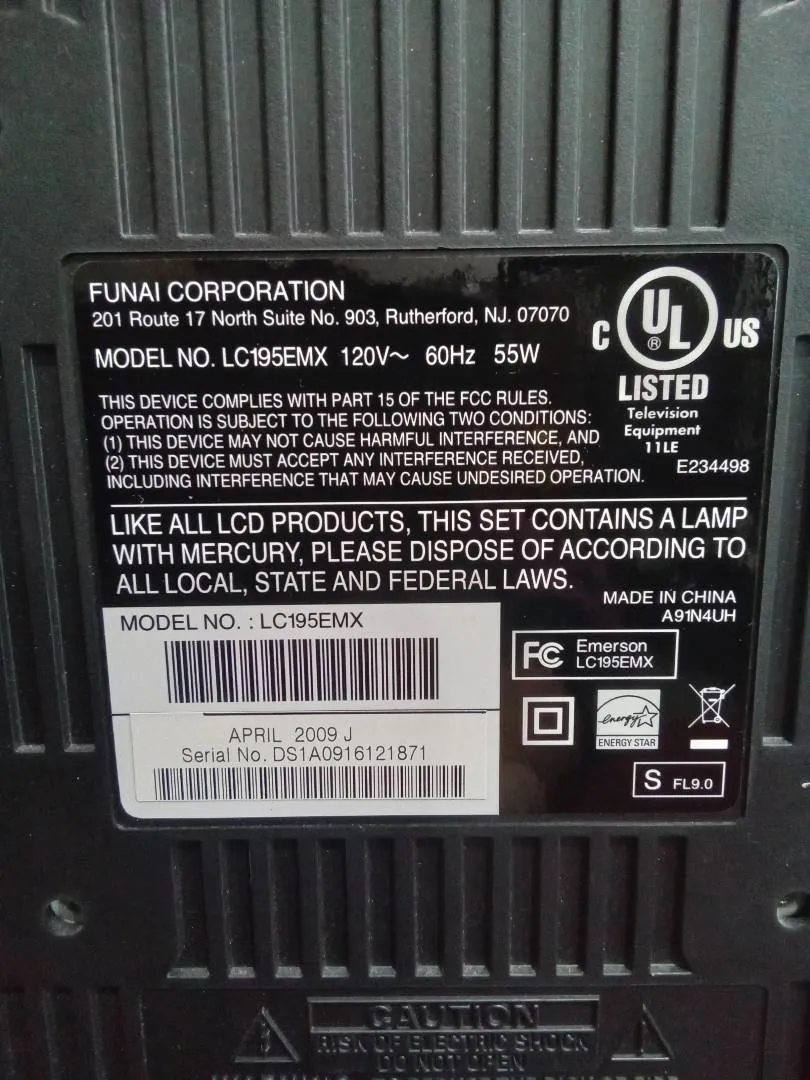 FUNAI CORPORATION
201 Route 17 North Suite No. 903, Rutherford, NJ. 07070
MODEL NO. LC195EMX 120V~ 60Hz 55W
C UL ® US
LISTED
Television
Equipment
11LE
E234498
THIS DEVICE COMPLIES WITH PART 15 OF THE FCC RULES.
OPERATION IS SUBJECT TO THE FOLLOWING TWO CONDITIONS:
(1) THIS DEVICE MAY NOT CAUSE HARMFUL INTERFERENCE, AND
(2) THIS DEVICE MUST ACCEPT ANY INTERFERENCE RECEIVED,
INCLUDING INTERFERENCE THAT MAY CAUSE UNDESIRED OPERATION.
LIKE ALL LCD PRODUCTS, THIS SET CONTAINS A LAMP
WITH MERCURY, PLEASE DISPOSE OF ACCORDING TO
ALL LOCAL, STATE AND FEDERAL LAWS.
MADE IN CHINA
A91N4UH
MODEL NO. : LC195EMX
FC Emerson
LC195EMX
APRIL 2009 J
Serial No. DS1A0916121871
energy
ENERGY STAR
S FL9.0
CAUTION
RISK OF ELECTRIC SHOCK
DO NOT OPEN